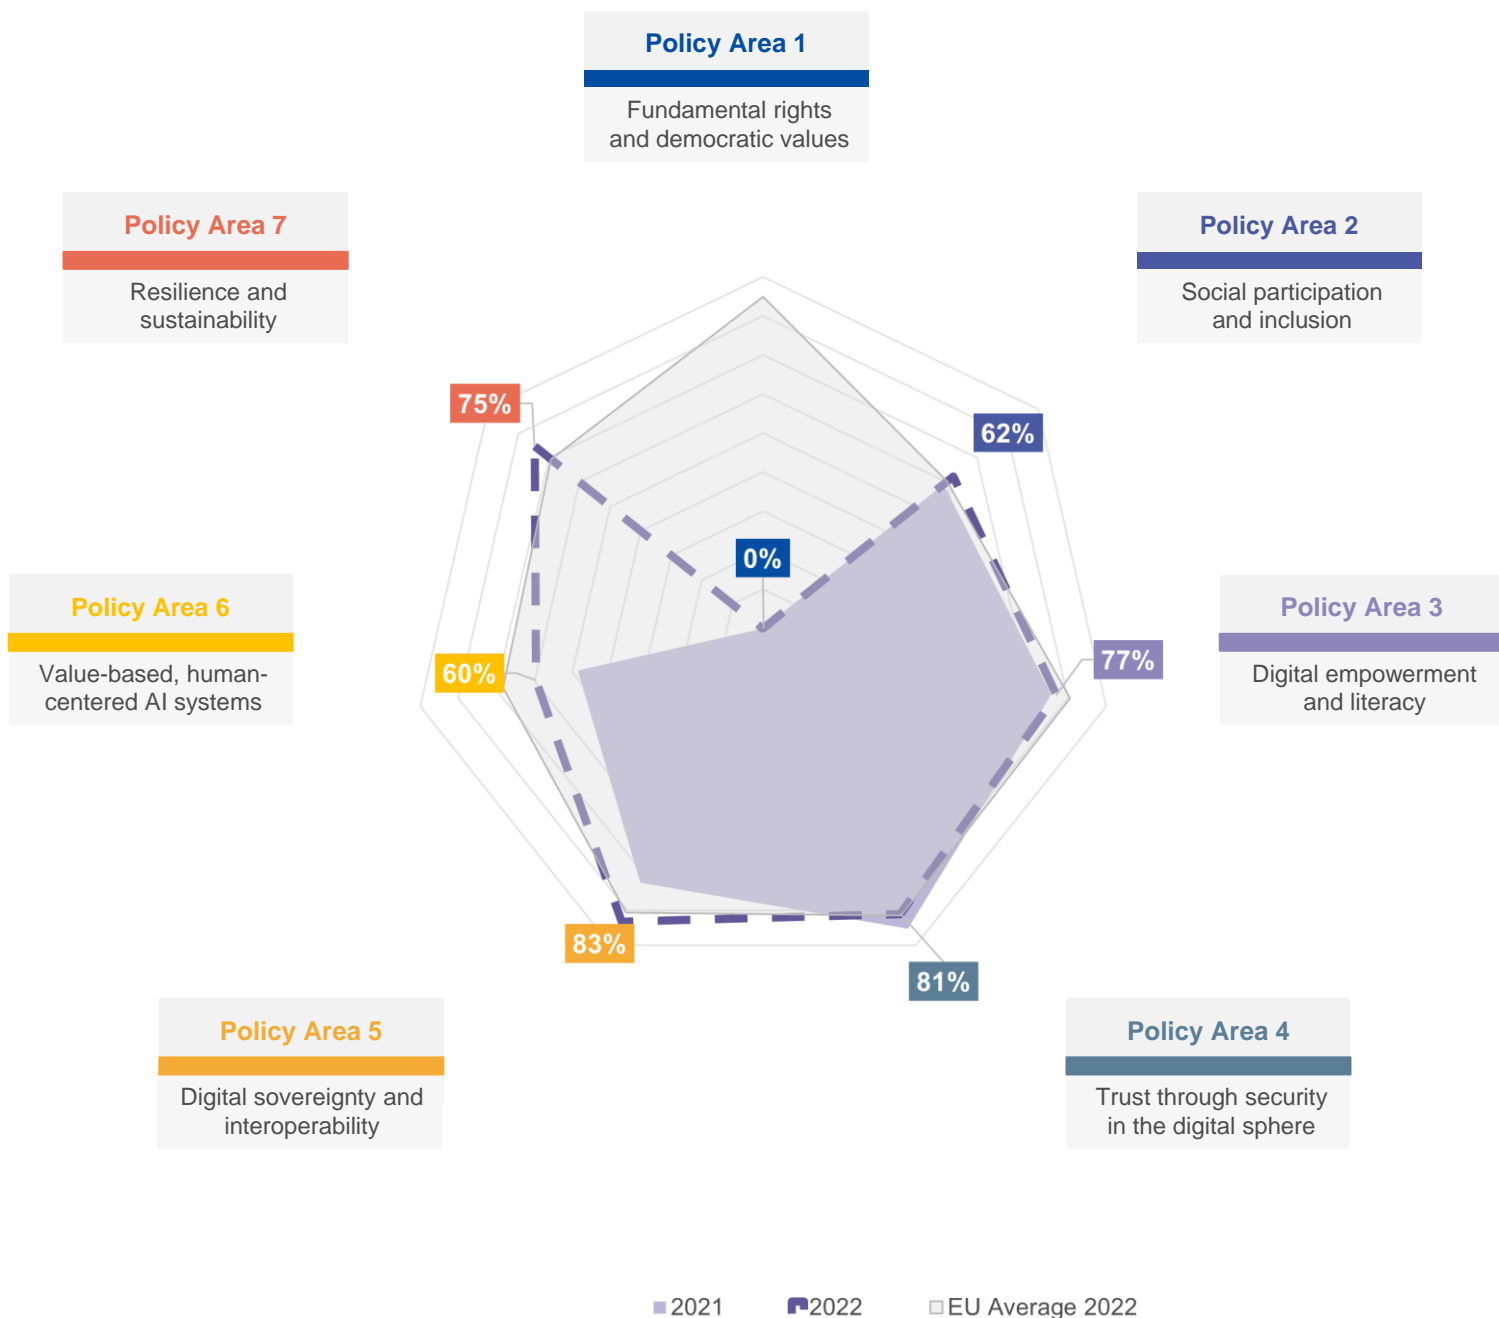 Policy Area 1
Fundamental rights
and democratic values
Policy Area 7
Resilience and
sustainability
Policy Area 2
Social participation
and inclusion
75%
62%
0%
Policy Area 6
Value-based, human-
centered AI systems
60%
77%
Policy Area 3
Digital empowerment
and literacy
83%
81%
Policy Area 5
Digital sovereignty and
interoperability
Policy Area 4
Trust through security
in the digital sphere
2021
2022
EU Average 2022